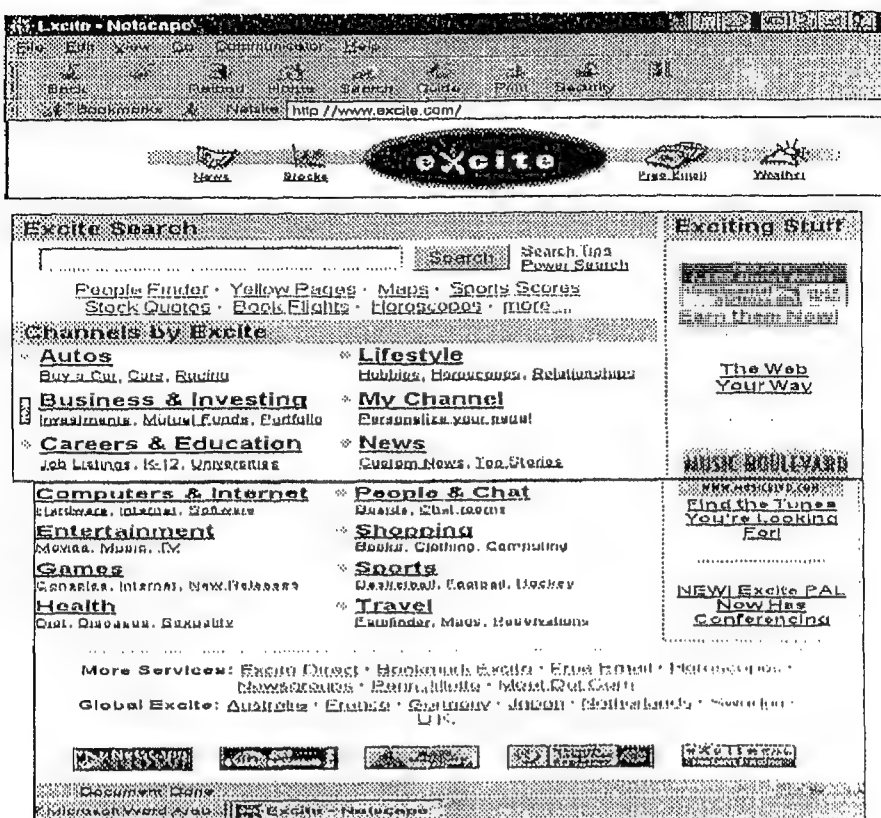 Excite - Netscape
File Edit View Go Communicator Help
Back Reload Home Search Guide Print Security
Bookmarks http://www.excite.com/
News Stocks excite Free Email Weather
Excite Search
Search Search Tips
Power Search
People Finder · Yellow Pages · Maps · Sports Scores
Stock Quotes · Book Flights · Horoscopes · more...
Channels by Excite
Autos
Buy a Car, Cars, Racing
Business & Investing
Investments, Mutual Funds, Portfolio
Careers & Education
Job Listings, K-12, Universities
Computers & Internet
Hardware, Internet, Software
Entertainment
Movies, Music, TV
Games
Consoles, Internet, New Releases
Health
Diet, Diseases, Sexuality
Lifestyle
Hobbies, Horoscopes, Relationships
My Channel
Personalize your page!
News
Custom News, Top Stories
People & Chat
Boards, Chat rooms
Shopping
Books, Clothing, Computing
Sports
Basketball, Football, Hockey
Travel
Farefinder, Maps, Reservations
Exciting Stuff
Earn them Now!
The Web
Your Way
MUSIC BOULEVARD
WWW.MUSICBLVD.COM
Find the Tunes
You're Looking
For!
NEW! Excite PAL
Now Has
Conferencing
More Services: Excite Direct · Bookmark Excite · Free Email · Horoscopes ·
Newsgroups ·
Global Excite: Australia · France · Germany · Japan · Netherlands · Sweden ·
U.K.
Document Done
Microsoft Word Excite - Netscape